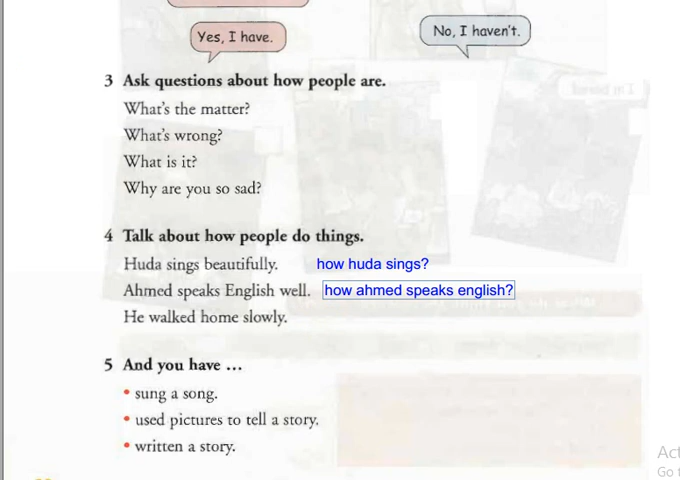 Yes, I have.
No, I haven't.
3 Ask questions about how people are.
What's the matter?
What's wrong?
What is it?
Why are you so sad?
4 Talk about how people do things.
Huda sings beautifully. how huda sings?
Ahmed speaks English well. how ahmed speaks english?
He walked home slowly.
5 And you have ...
• sung a song.
• used pictures to tell a story.
• written a story.
Act
Go t